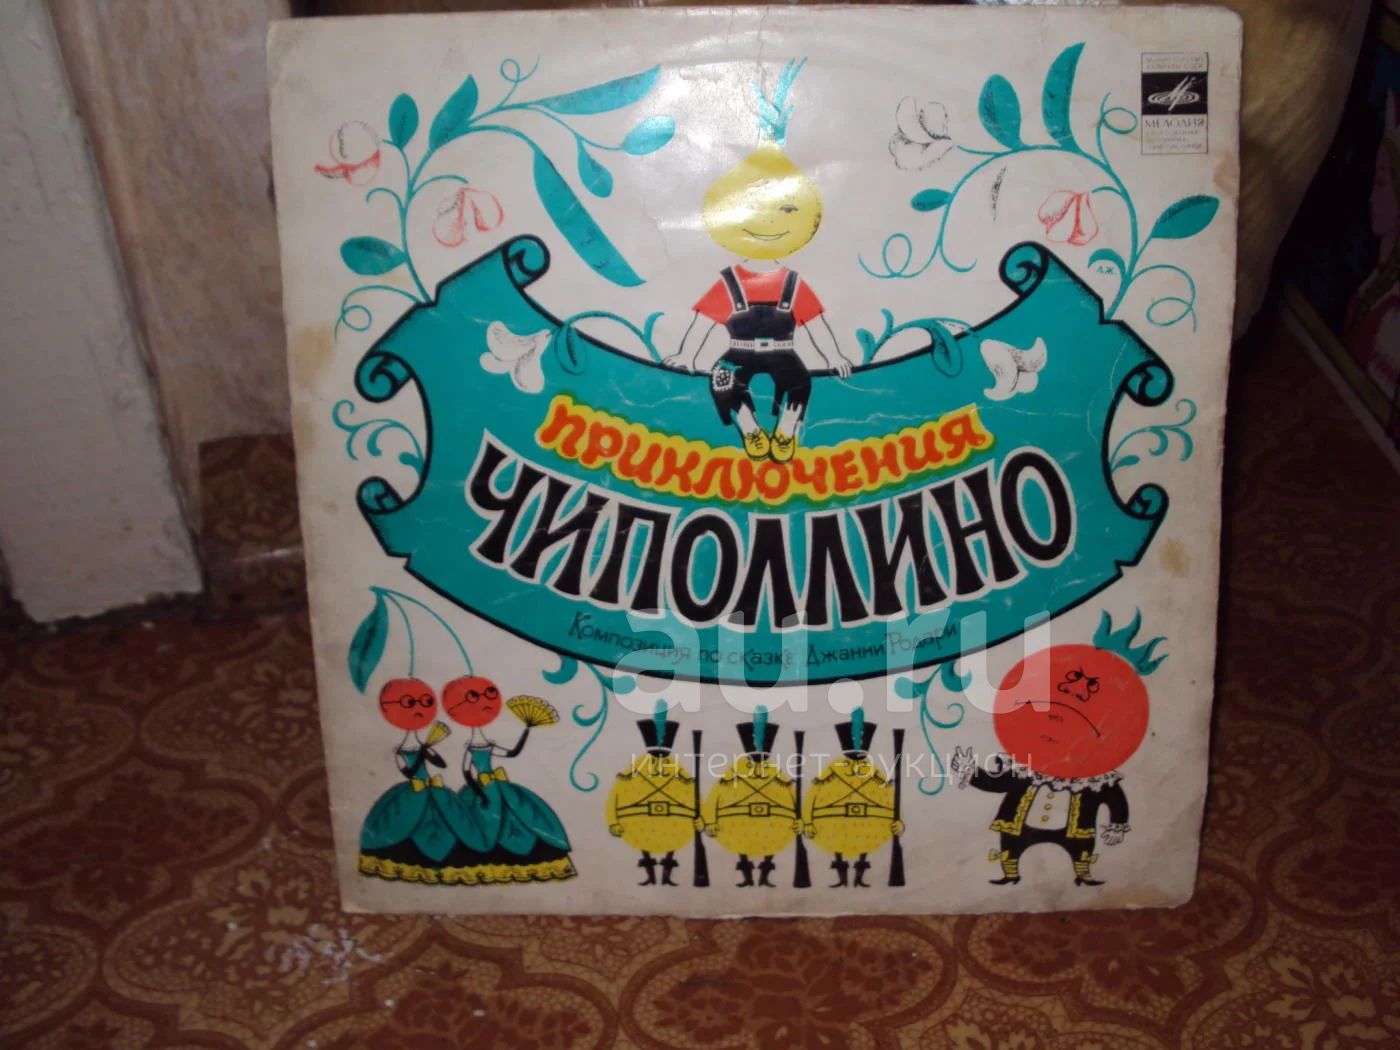 МЕЛОДИЯ
Л.Ж.
ПРИКЛЮЧЕНИЯ
ЧИПОЛЛИНО
Композиция по сказке Джанни Родари
au.ru
интернет-аукцион